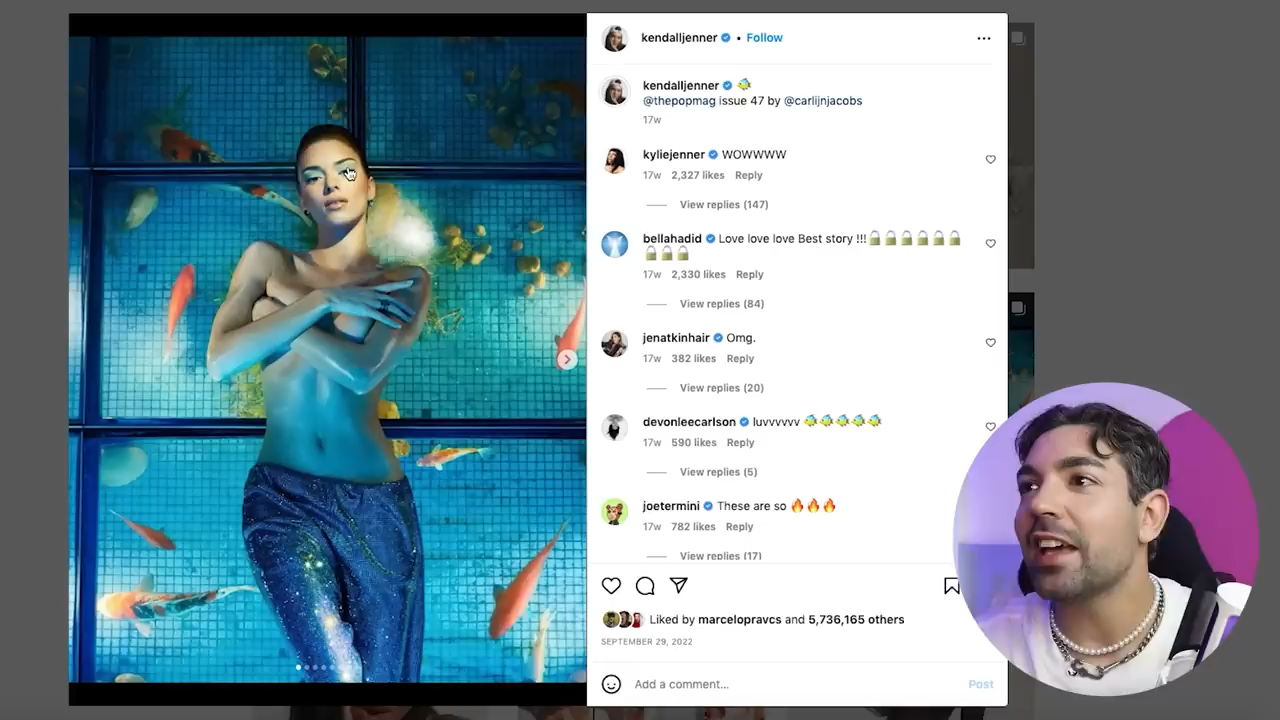 kendalljenner • Follow
kendalljenner
@thepopmag issue 47 by @carlijnjacobs
17w
kyliejenner WOWWWW
17w 2,327 likes Reply
View replies (147)
bellahadid Love love love Best story !!!🔒🔒🔒🔒🔒🔒
🔒🔒🔒
17w 2,330 likes Reply
View replies (84)
jenatkinhair Omg.
17w 382 likes Reply
View replies (20)
devonleecarlson luvvvvvv 🐠🐠🐠🐠🐠
17w 590 likes Reply
View replies (5)
joetermini These are so 🔥🔥🔥
17w 782 likes Reply
View replies (17)
Liked by marcelopravcs and 5,736,165 others
SEPTEMBER 29, 2022
Add a comment...
Post